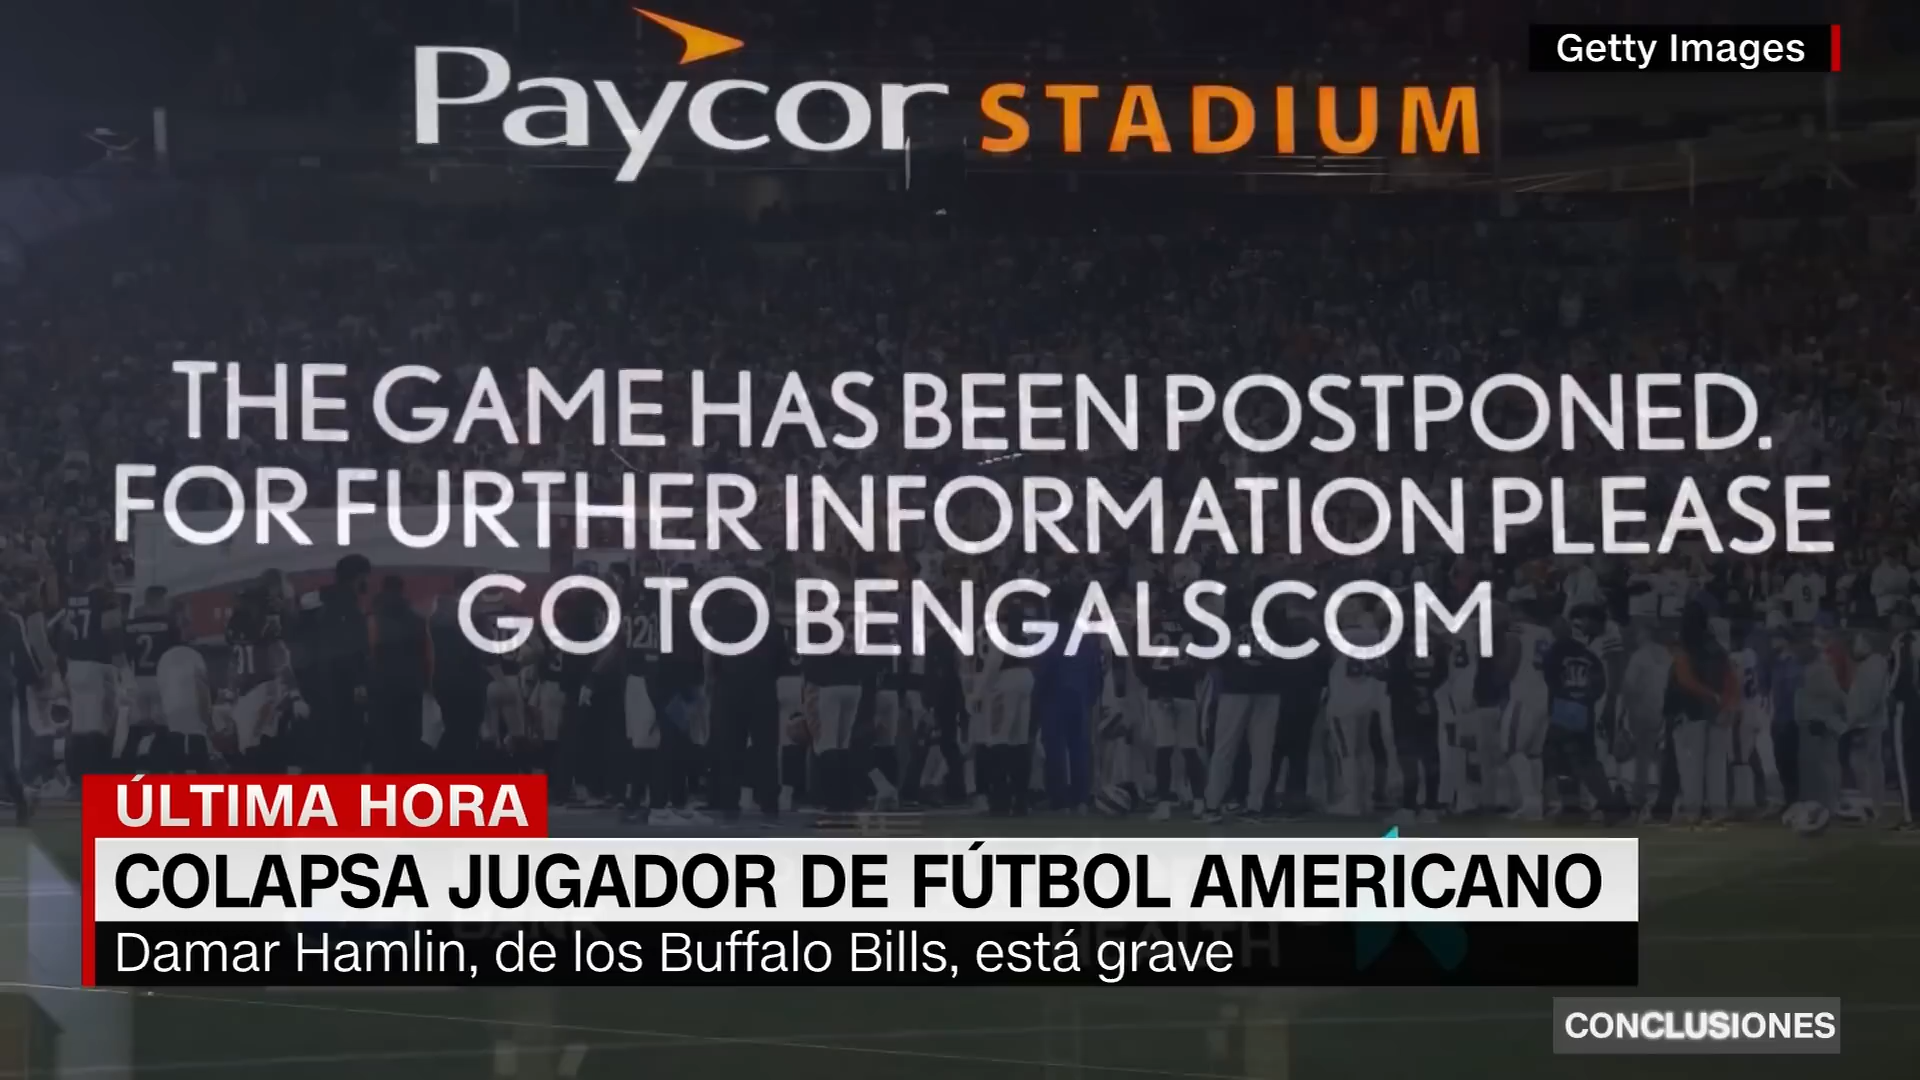 Paycor STADIUM
Getty Images
THE GAME HAS BEEN POSTPONED.
FOR FURTHER INFORMATION PLEASE
GO TO BENGALS.COM
ÚLTIMA HORA
COLAPSA JUGADOR DE FÚTBOL AMERICANO
Damar Hamlin, de los Buffalo Bills, está grave
CONCLUSIONES